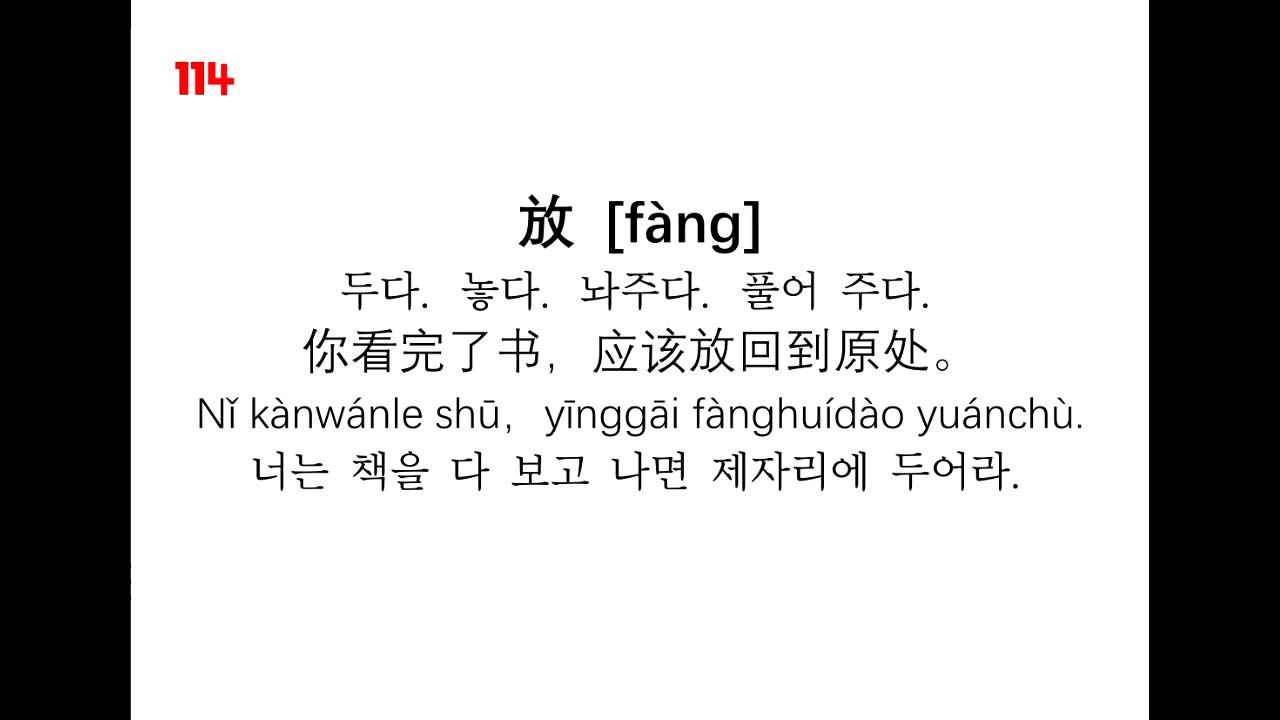 114
放 [fàng]
두다. 놓다. 놔주다. 풀어 주다.
你看完了书，应该放回到原处。
Nǐ kànwánle shū，yīnggāi fànghuídào yuánchù.
너는 책을 다 보고 나면 제자리에 두어라.